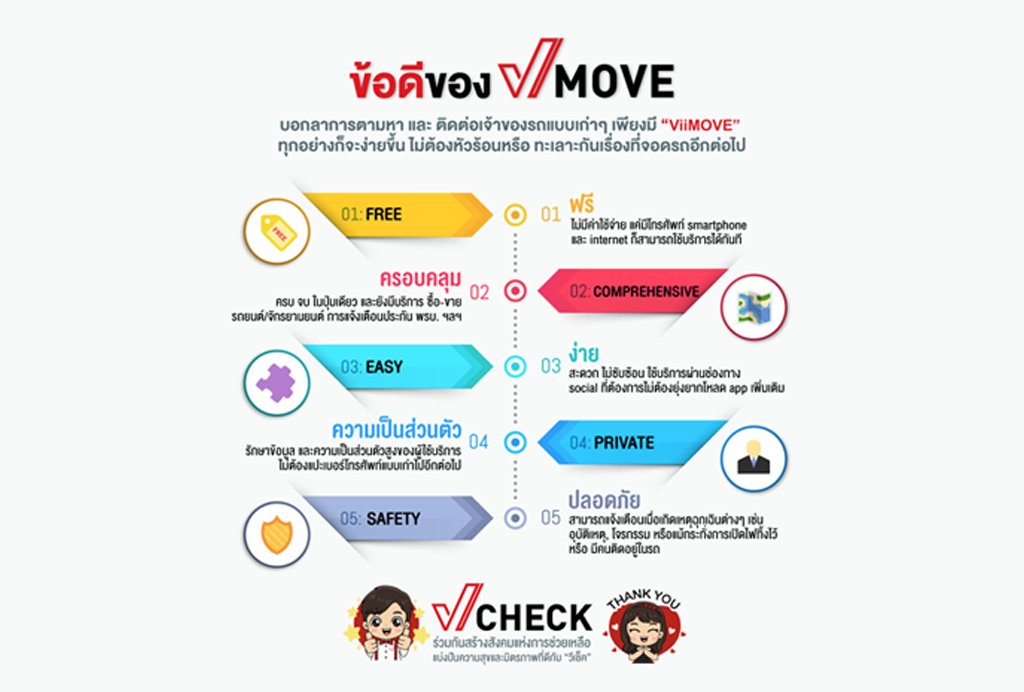 ข้อดีของ ViiMOVE
บอกลาการตามหา และ ติดต่อเจ้าของรถแบบเก่าๆ เพียงมี "ViiMOVE"
ทุกอย่างก็จะง่ายขึ้น ไม่ต้องหัวร้อนหรือ ทะเลาะกันเรื่องที่จอดรถอีกต่อไป
FREE
01: FREE
01 ฟรี
ไม่มีค่าใช้จ่าย แค่มีโทรศัพท์ smartphone
และ internet ก็สามารถใช้บริการได้ทันที
ครอบคลุม 02
ครบ จบ ในปุ่มเดียว และยังมีบริการ ซื้อ-ขาย
รถยนต์/จักรยานยนต์ การแจ้งเตือนประกัน พรบ. ฯลฯ
02: COMPREHENSIVE
03: EASY
03 ง่าย
สะดวก ไม่ซับซ้อน ใช้บริการผ่านช่องทาง
social ที่ต้องการไม่ต้องยุ่งยากโหลด app เพิ่มเติม
ความเป็นส่วนตัว 04
รักษาข้อมูล และความเป็นส่วนตัวสูงของผู้ใช้บริการ
ไม่ต้องแปะเบอร์โทรศัพท์แบบเก่าไปอีกต่อไป
04: PRIVATE
05: SAFETY
05 ปลอดภัย
สามารถแจ้งเตือนเมื่อเกิดเหตุฉุกเฉินต่างๆ เช่น
อุบัติเหตุ, โจรกรรม หรือแม้กระทั่งการเปิดไฟทิ้งไว้
หรือ มีคนติดอยู่ในรถ
ViiCHECK
ร่วมกันสร้างสังคมแห่งการช่วยเหลือ
แบ่งปันความสุขและมิตรภาพที่ดีกับ "วีเช็ค"
THANK YOU